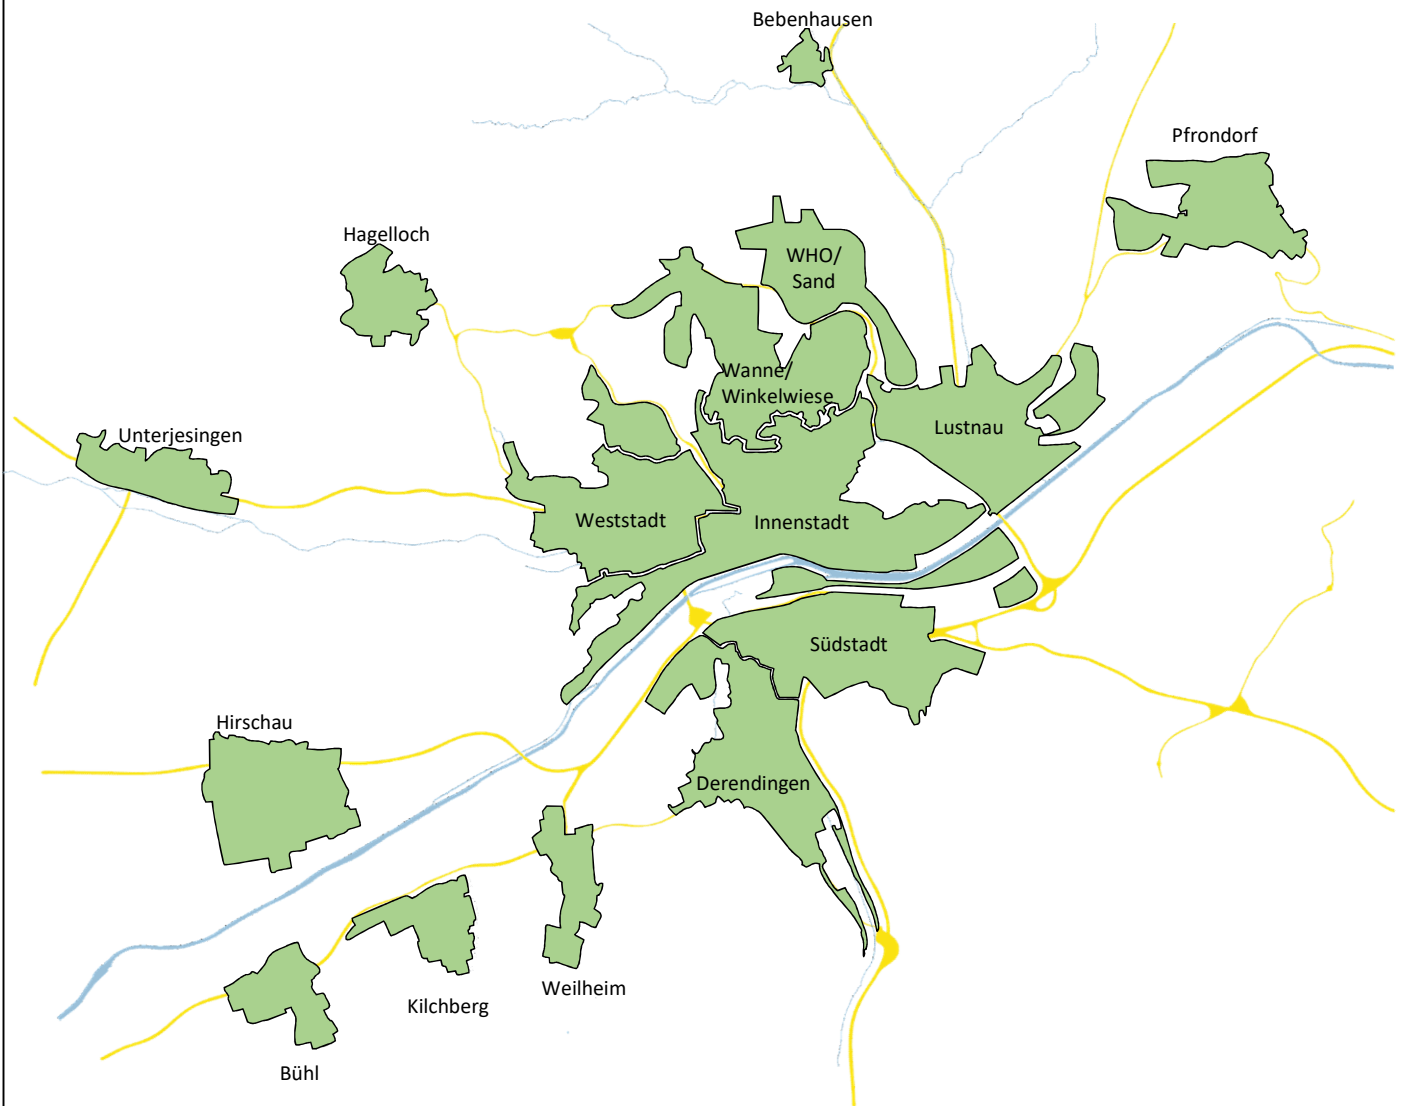 Bebenhausen
Pfrondorf
Hagelloch
WHO/
Sand
Wanne/
Winkelwiese
Lustnau
Unterjesingen
Weststadt
Innenstadt
Südstadt
Hirschau
Derendingen
Weilheim
Kilchberg
Bühl